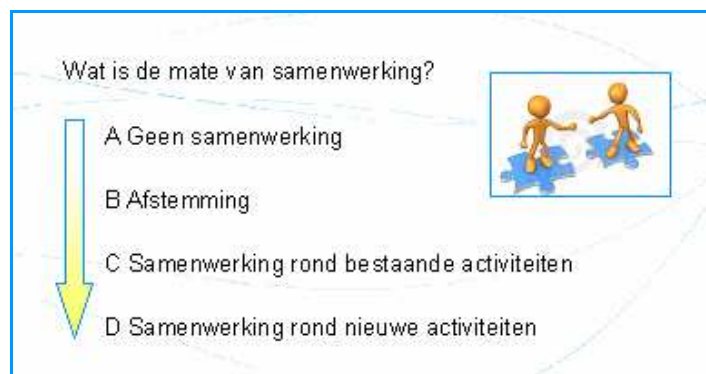 Wat is de mate van samenwerking?
A Geen samenwerking
B Afstemming
C Samenwerking rond bestaande activiteiten
D Samenwerking rond nieuwe activiteiten